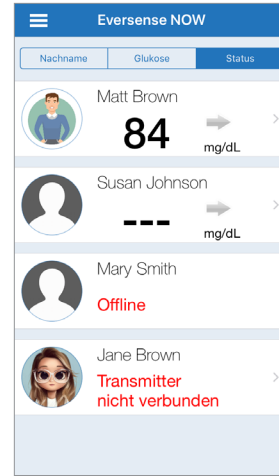 Eversense NOW
Nachname Glukose Status
Matt Brown
84
mg/dL
Susan Johnson
---
mg/dL
Mary Smith
Offline
Jane Brown
Transmitter
nicht verbunden